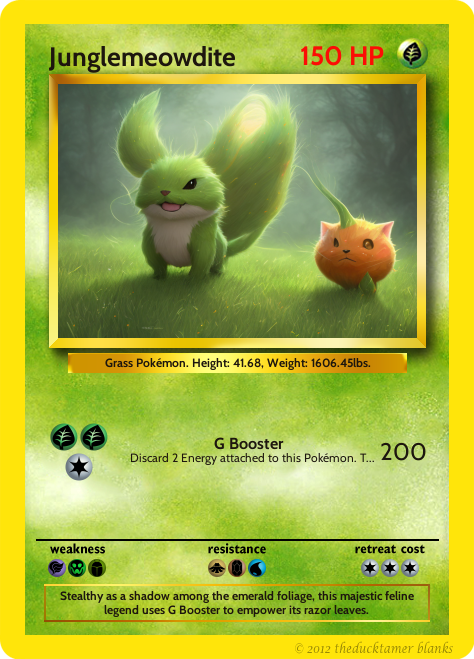 Junglemeowdite 150 HP
Grass Pokémon. Height: 41.68, Weight: 1606.45lbs.
G Booster
Discard 2 Energy attached to this Pokémon. T... 200
weakness resistance retreat cost
Stealthy as a shadow among the emerald foliage, this majestic feline
legend uses G Booster to empower its razor leaves.
© 2012 theducktamer blanks